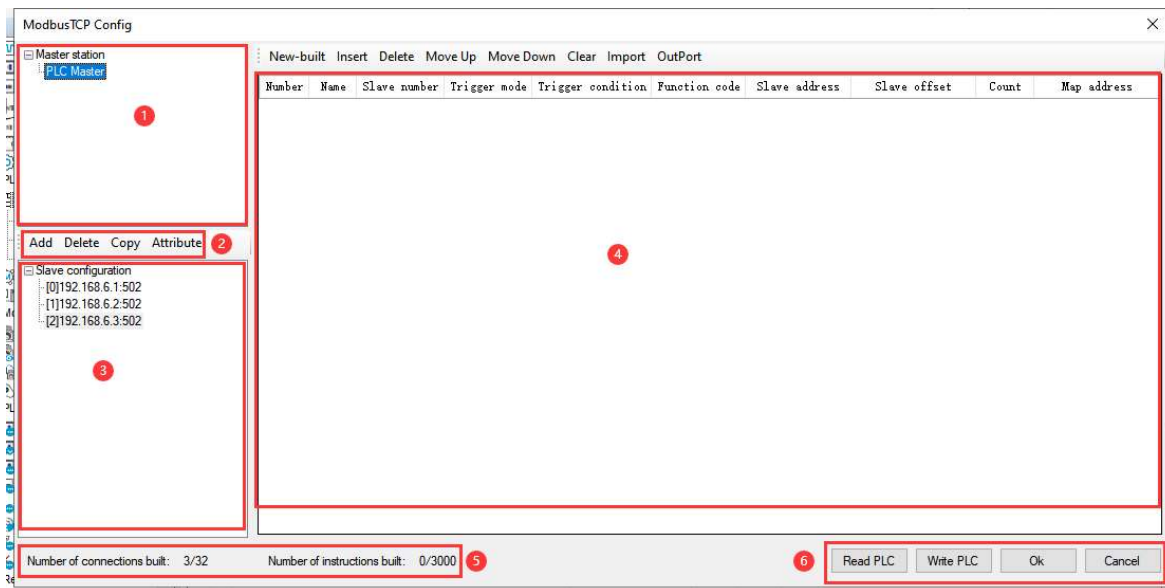 ModbusTCP Config
Master station
PLC Master
1
New-built Insert Delete Move Up Move Down Clear Import OutPort
Number Name Slave number Trigger mode Trigger condition Function code Slave address Slave offset Count Map address
Add Delete Copy Attribute 2
Slave configuration
[0]192.168.6.1:502
[1]192.168.6.2:502
[2]192.168.6.3:502
3
4
Number of connections built: 3/32 Number of instructions built: 0/3000 5
6 Read PLC Write PLC Ok Cancel